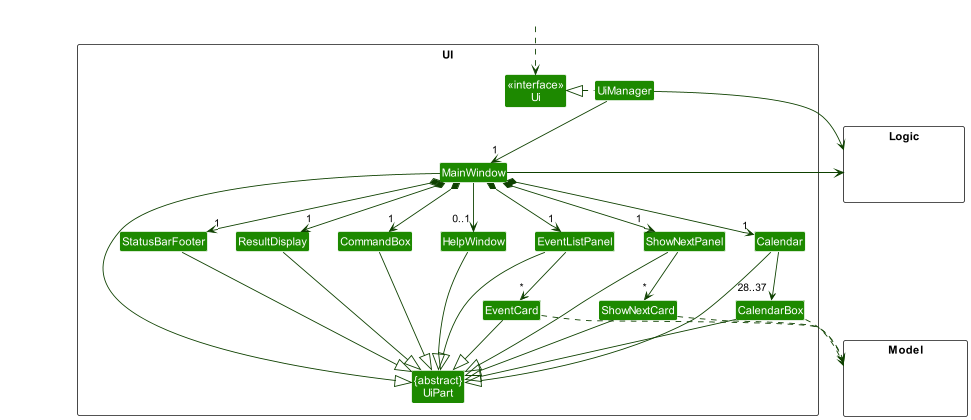 UI
«interface»
Ui
UiManager
Logic
1
MainWindow
1
1
1
0..1
1
1
1
StatusBarFooter
ResultDisplay
CommandBox
HelpWindow
EventListPanel
ShowNextPanel
Calendar
*
*
28..37
EventCard
ShowNextCard
CalendarBox
Model
{abstract}
UiPart